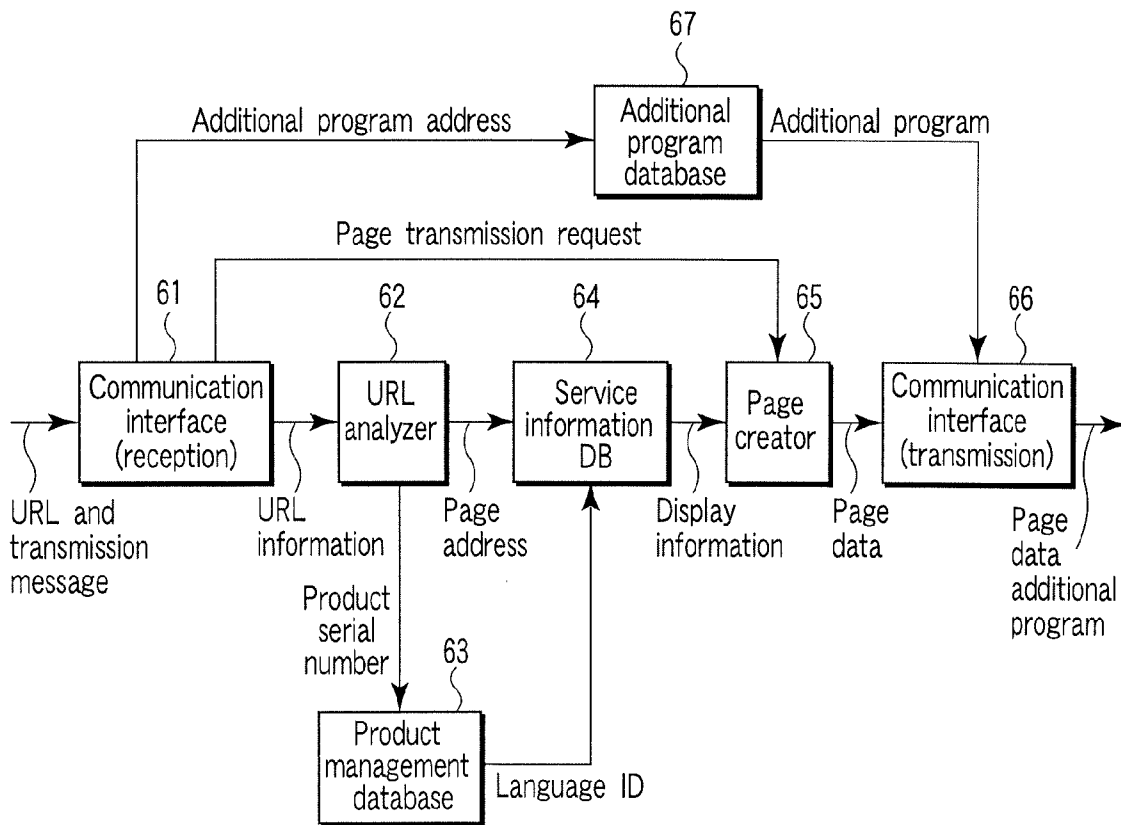 67
Additional program address
Additional
program
database
Additional program
Page transmission request
61
62
64
65
66
Communication
interface
(reception)
URL
analyzer
Service
information
DB
Page
creator
Communication
interface
(transmission)
URL and
transmission
message
URL
information
Page
address
Display
information
Page
data
Page
data
additional
program
Product
serial
number
63
Product
management
database
Language ID